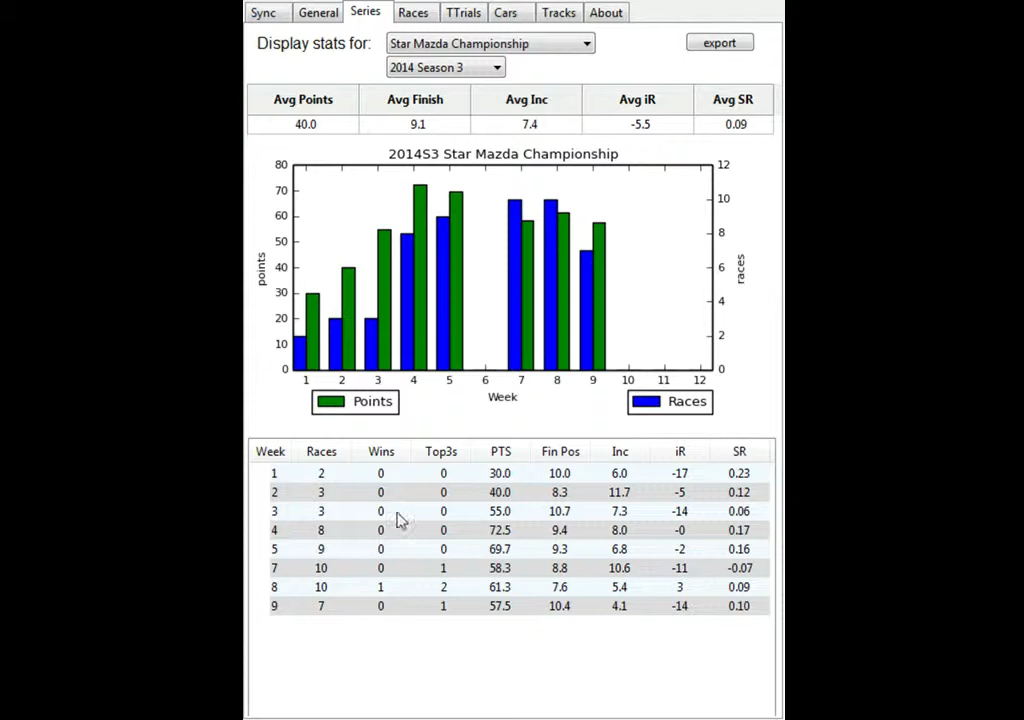 Sync General Series Races TTrials Cars Tracks About
Display stats for: Star Mazda Championship export
2014 Season 3
Avg Points Avg Finish Avg Inc Avg iR Avg SR
40.0 9.1 7.4 -5.5 0.09
2014S3 Star Mazda Championship
80 12
70
60 10
50 8
40 6
30 4
20
10 2
0 0
points
races
1 2 3 4 5 6 7 8 9 10 11 12
Week
Points Races
Week Races Wins Top3s PTS Fin Pos Inc iR SR
1 2 0 0 30.0 10.0 6.0 -17 0.23
2 3 0 0 40.0 8.3 11.7 -5 0.12
3 3 0 0 55.0 10.7 7.3 -14 0.06
4 8 0 0 72.5 9.4 8.0 -0 0.17
5 9 0 0 69.7 9.3 6.8 -2 0.16
7 10 0 1 58.3 8.8 10.6 -11 -0.07
8 10 1 2 61.3 7.6 5.4 3 0.09
9 7 0 1 57.5 10.4 4.1 -14 0.10